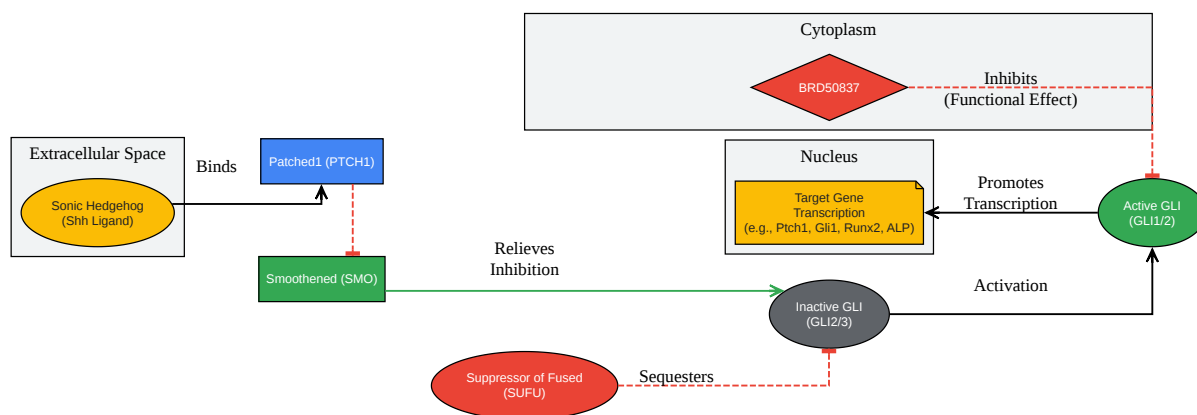 Cytoplasm
BRD50837
Inhibits
(Functional Effect)
Extracellular Space
Sonic Hedgehog
(Shh Ligand)
Binds
Patched1 (PTCH1)
Nucleus
Target Gene
Transcription
(e.g., Ptch1, Gli1, Runx2, ALP)
Promotes
Transcription
Active GLI
(GLI1/2)
Smoothened (SMO)
Relieves
Inhibition
Inactive GLI
(GLI2/3)
Activation
Suppressor of Fused
(SUFU)
Sequesters